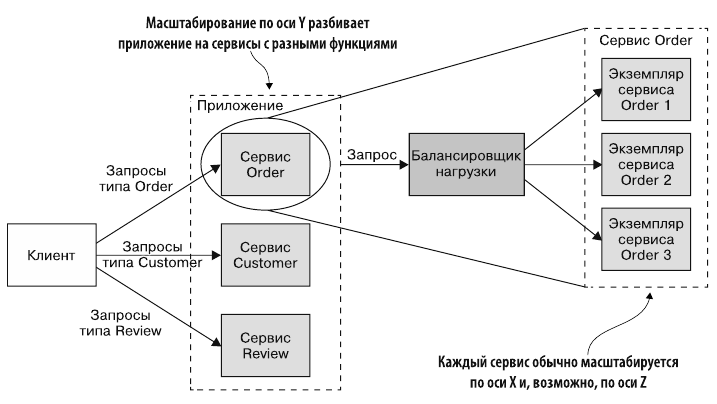 Масштабирование по оси Y разбивает
приложение на сервисы с разными функциями
Сервис Order
Приложение
Экземпляр
сервиса
Order 1
Запросы
типа Order
Сервис
Order
Запрос
Балансировщик
нагрузки
Экземпляр
сервиса
Order 2
Клиент
Запросы
типа Customer
Сервис
Customer
Экземпляр
сервиса
Order 3
Запросы
типа Review
Сервис
Review
Каждый сервис обычно масштабируется
по оси X и, возможно, по оси Z